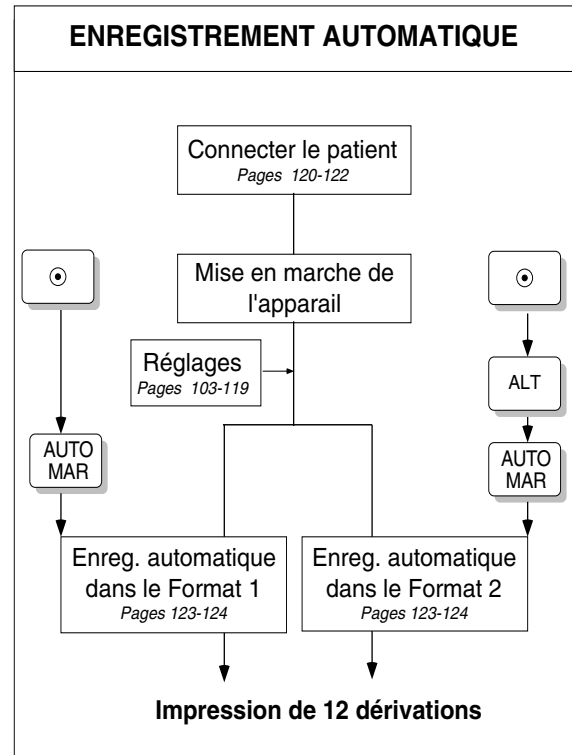 ENREGISTREMENT AUTOMATIQUE
Connecter le patient
Pages 120-122
Mise en marche de
l'apparail
Réglages
Pages 103-119
ALT
AUTO
MAR
AUTO
MAR
Enreg. automatique
dans le Format 1
Pages 123-124
Enreg. automatique
dans le Format 2
Pages 123-124
Impression de 12 dérivations